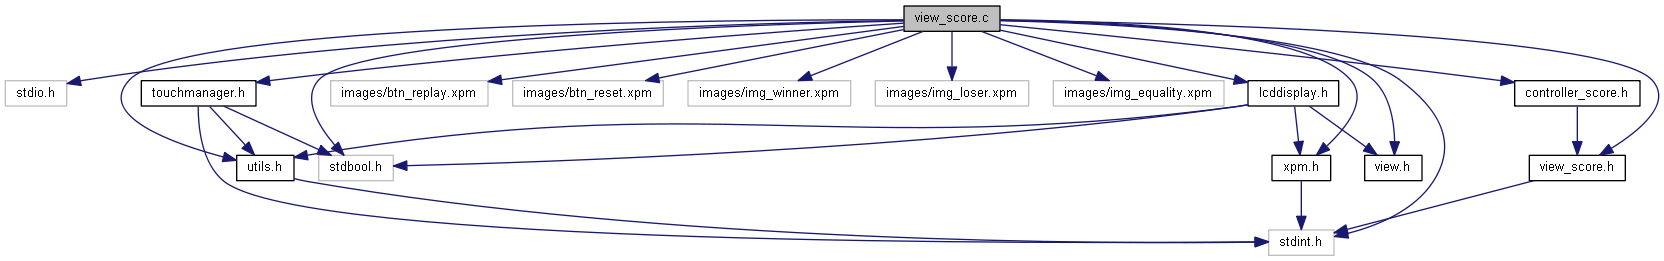 view_score.c
stdio.h
touchmanager.h
images/btn_replay.xpm
images/btn_reset.xpm
images/img_winner.xpm
images/img_loser.xpm
images/img_equality.xpm
lcddisplay.h
controller_score.h
utils.h
stdbool.h
xpm.h
view.h
view_score.h
stdint.h